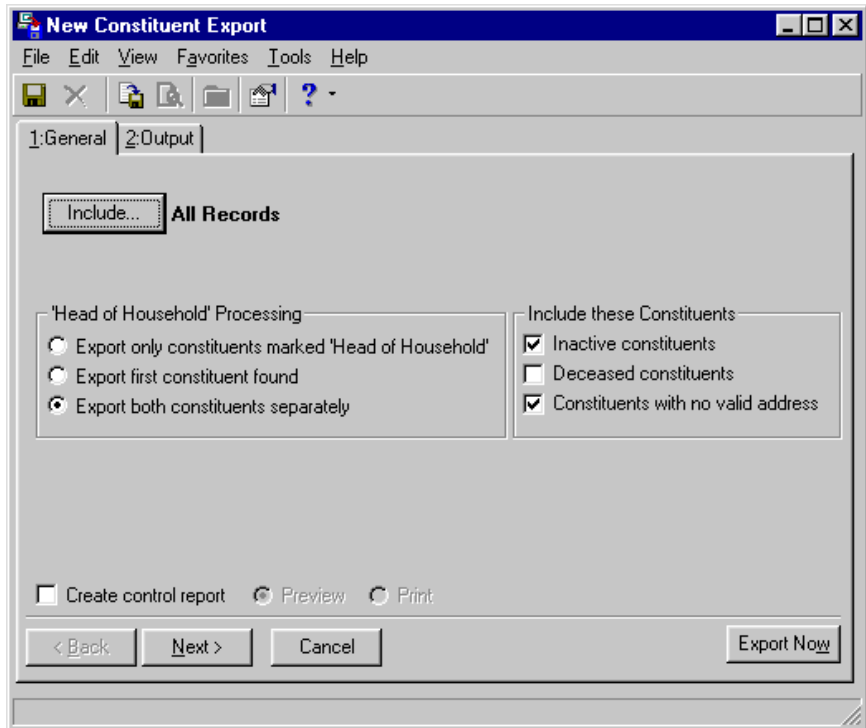 New Constituent Export
File Edit View Favorites Tools Help
?
1:General 2:Output
Include... All Records
'Head of Household' Processing
Export only constituents marked 'Head of Household'
Export first constituent found
Export both constituents separately
Include these Constituents
Inactive constituents
Deceased constituents
Constituents with no valid address
Create control report Preview Print
< Back Next > Cancel Export Now